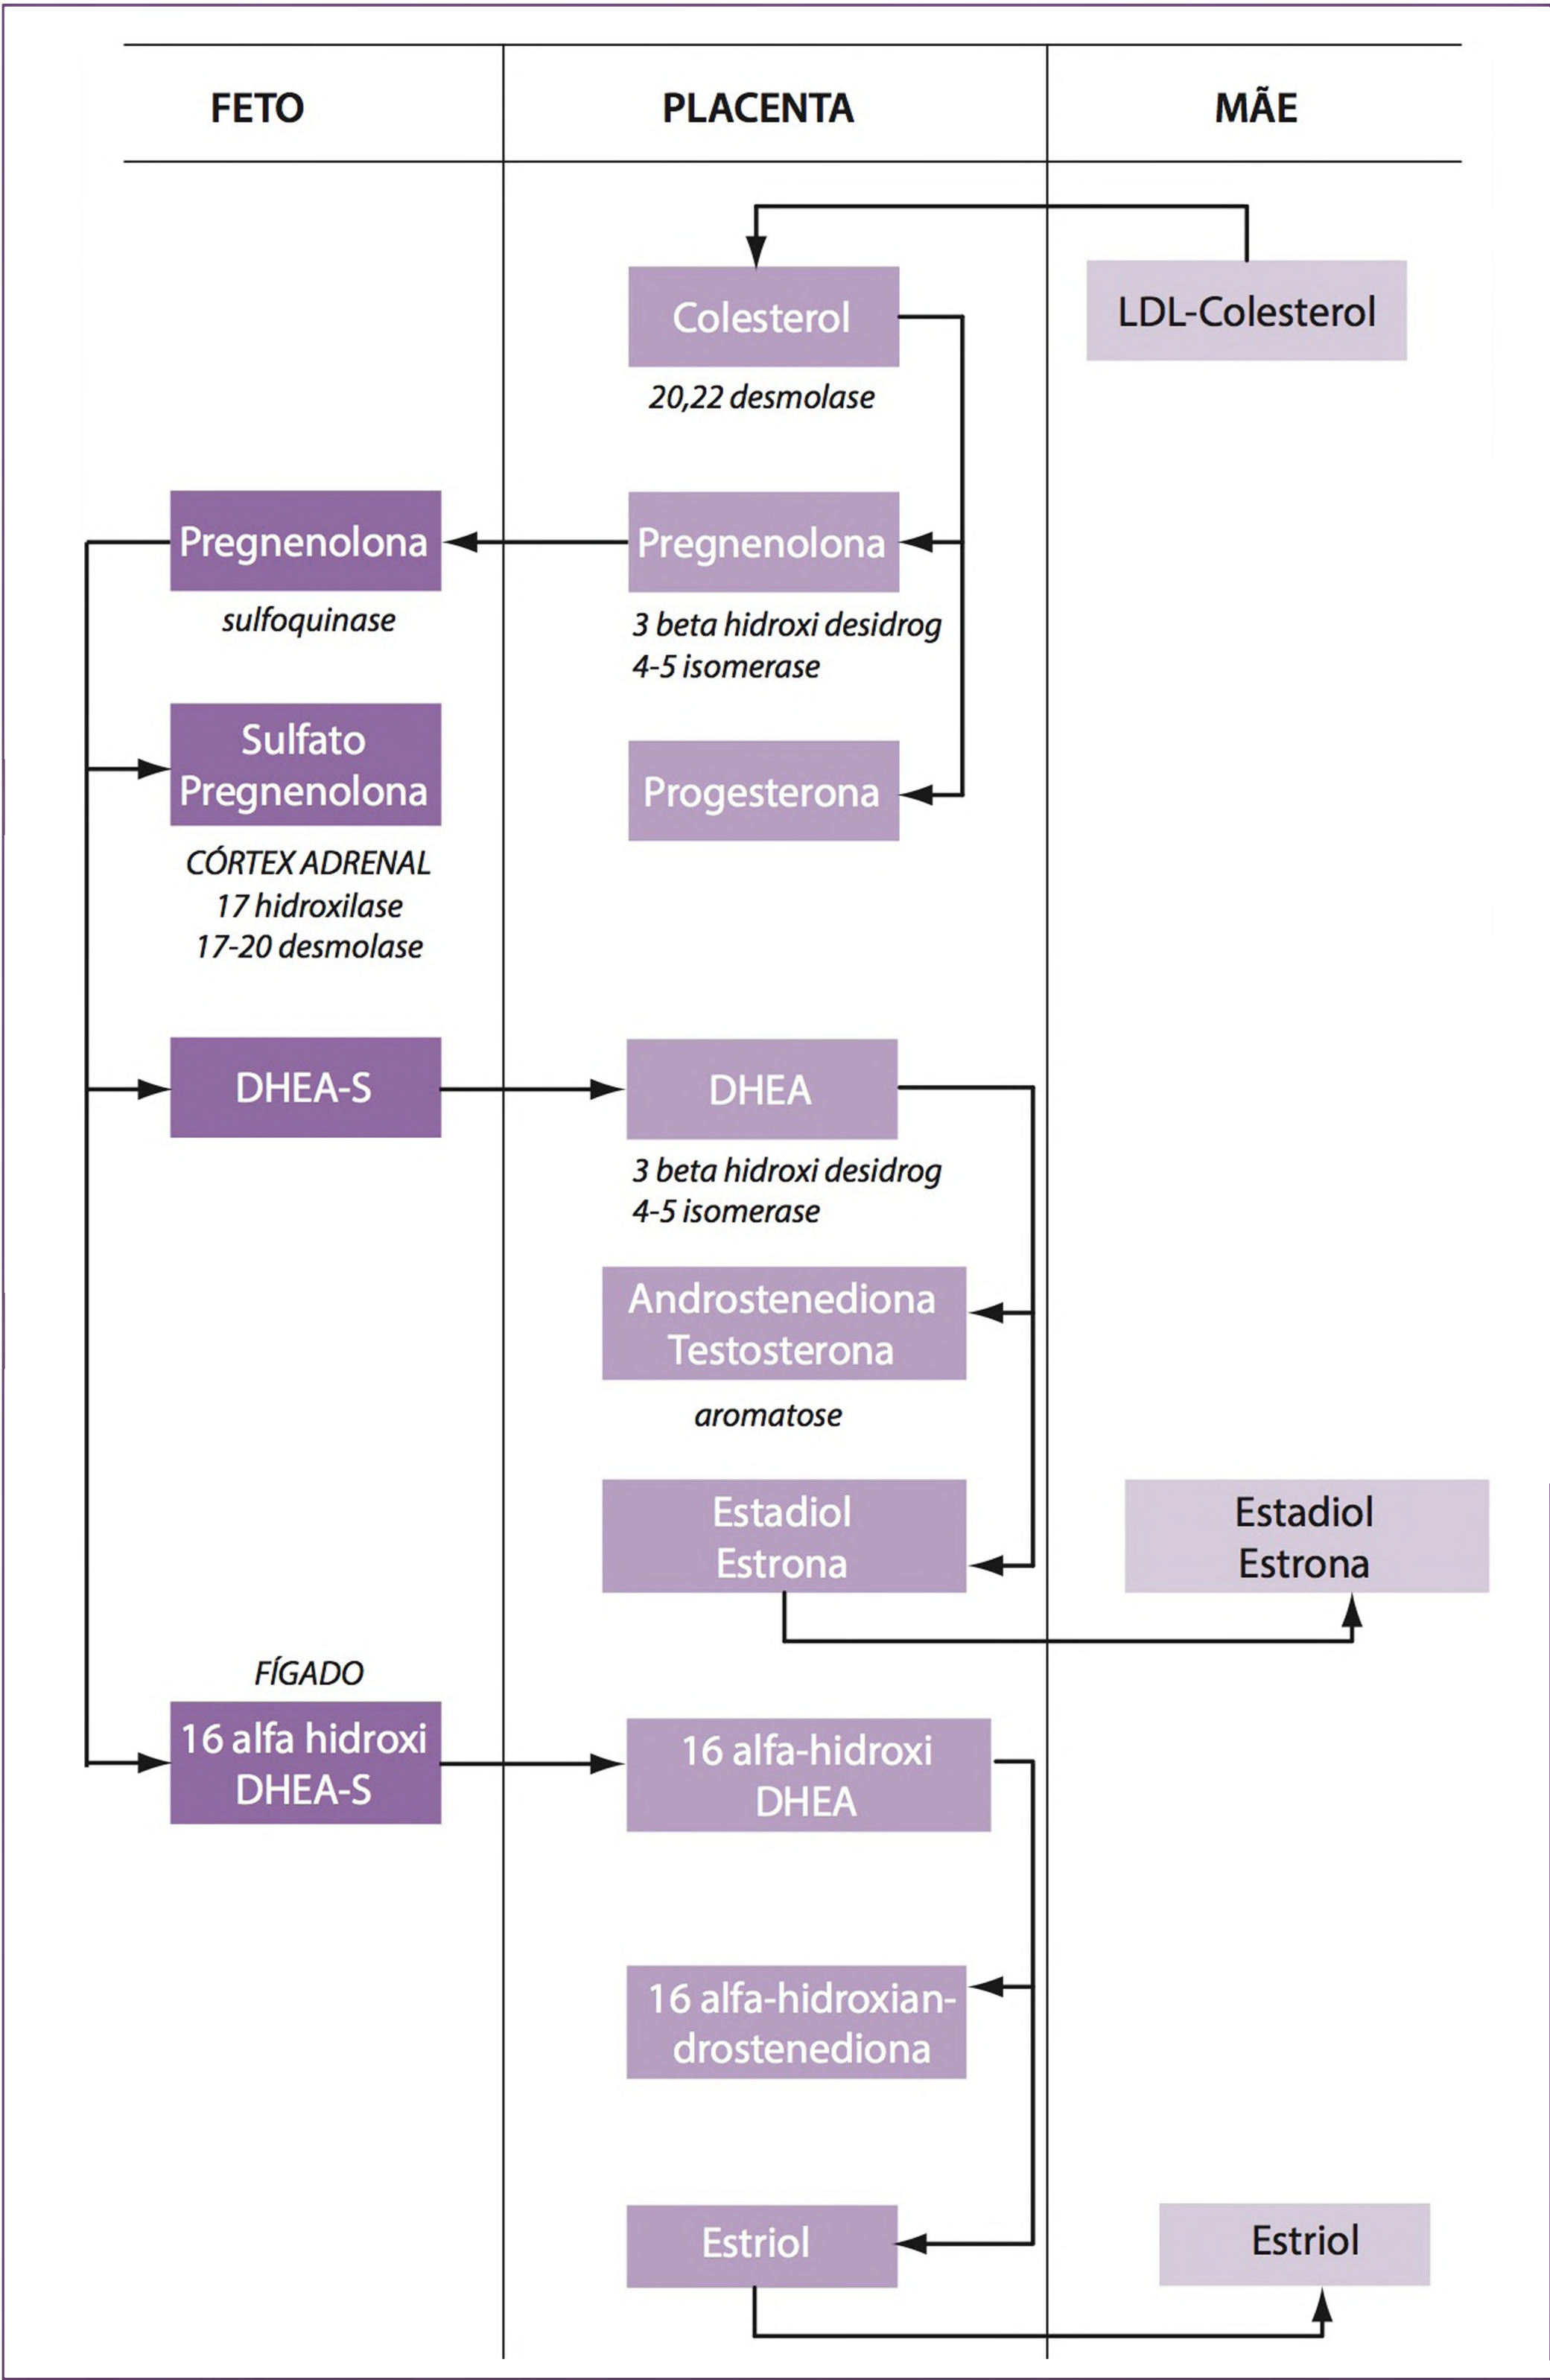 FETO
PLACENTA
MÃE
Colesterol
LDL-Colesterol
20,22 desmolase
Pregnenolona
Pregnenolona
sulfoquinase
3 beta hidroxi desidrog
4-5 isomerase
Sulfato
Pregnenolona
Progesterona
CÓRTEX ADRENAL
17 hidroxilase
17-20 desmolase
DHEA-S
DHEA
3 beta hidroxi desidrog
4-5 isomerase
Androstenediona
Testosterona
aromatose
Estadiol
Estrona
Estadiol
Estrona
FÍGADO
16 alfa hidroxi
DHEA-S
16 alfa-hidroxi
DHEA
16 alfa-hidroxian-
drostenediona
Estriol
Estriol